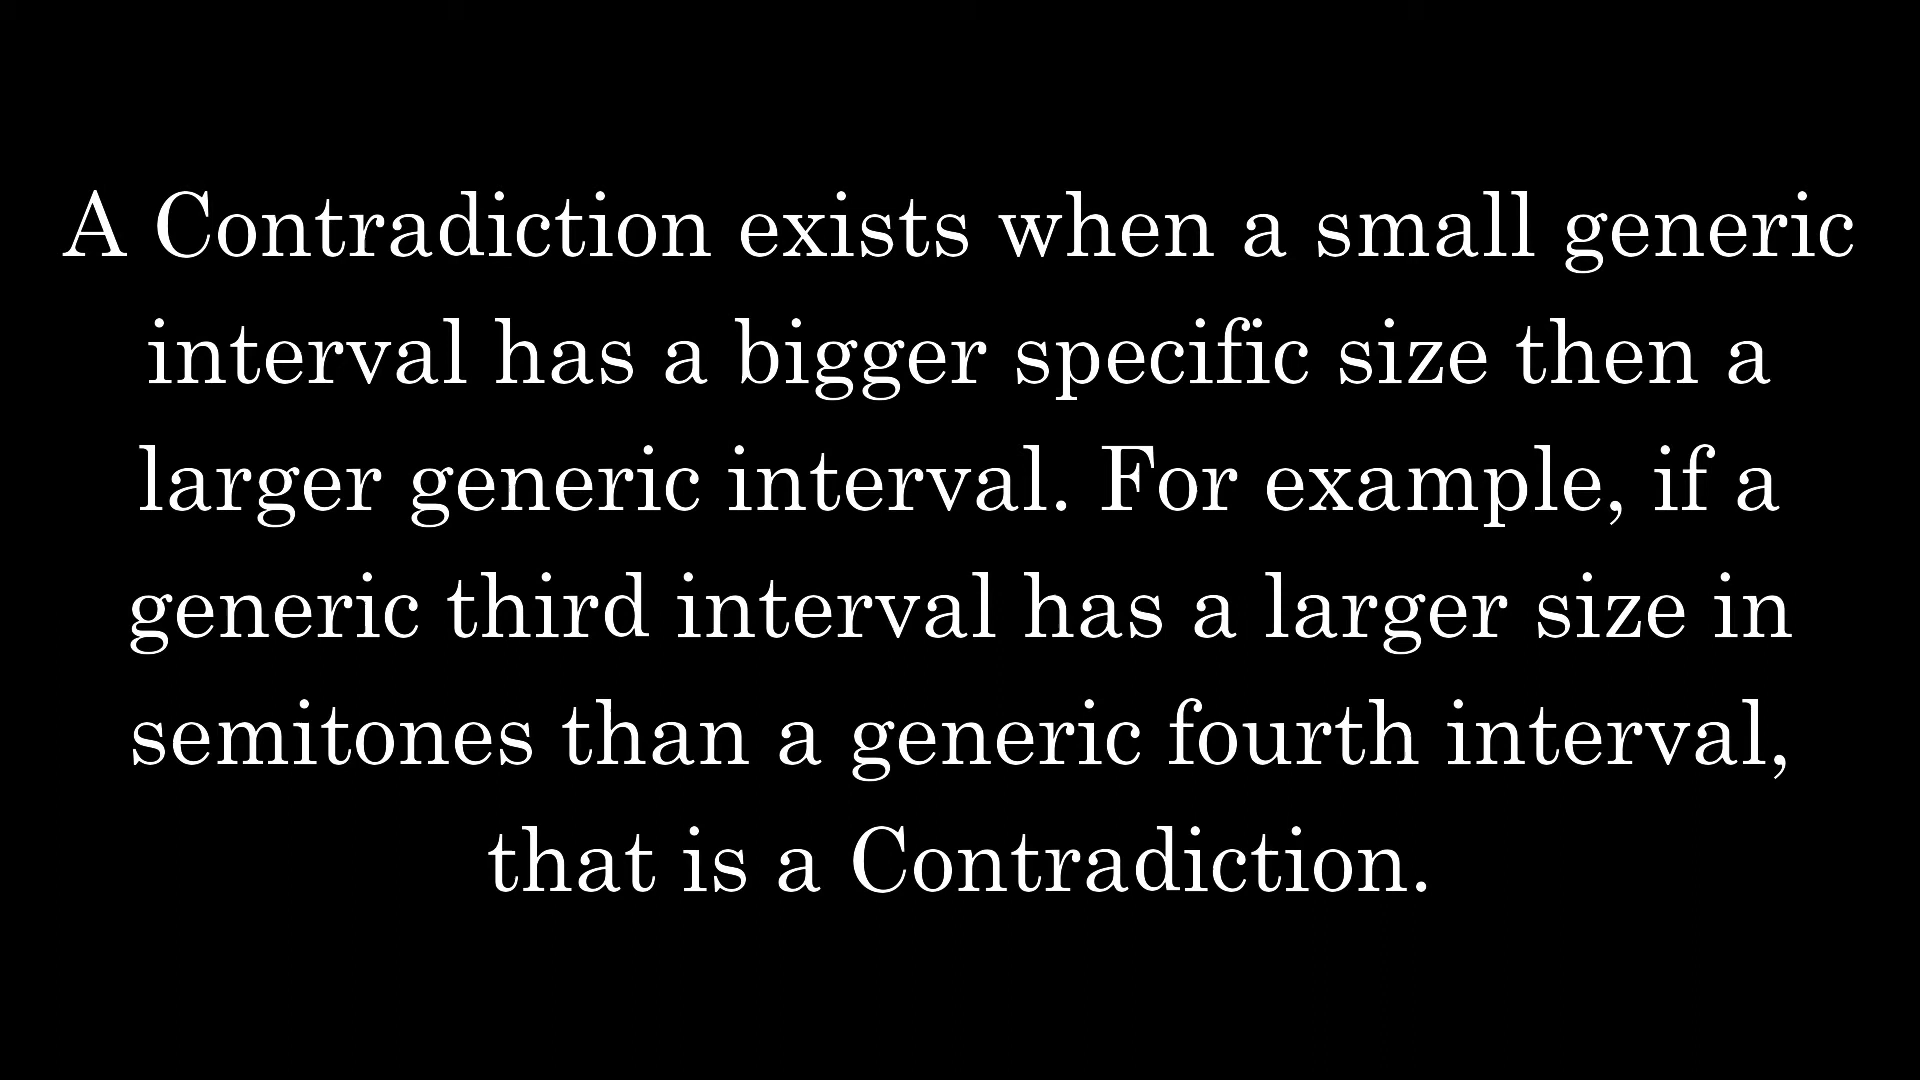 A Contradiction exists when a small generic
interval has a bigger specific size then a
larger generic interval. For example, if a
generic third interval has a larger size in
semitones than a generic fourth interval,
that is a Contradiction.